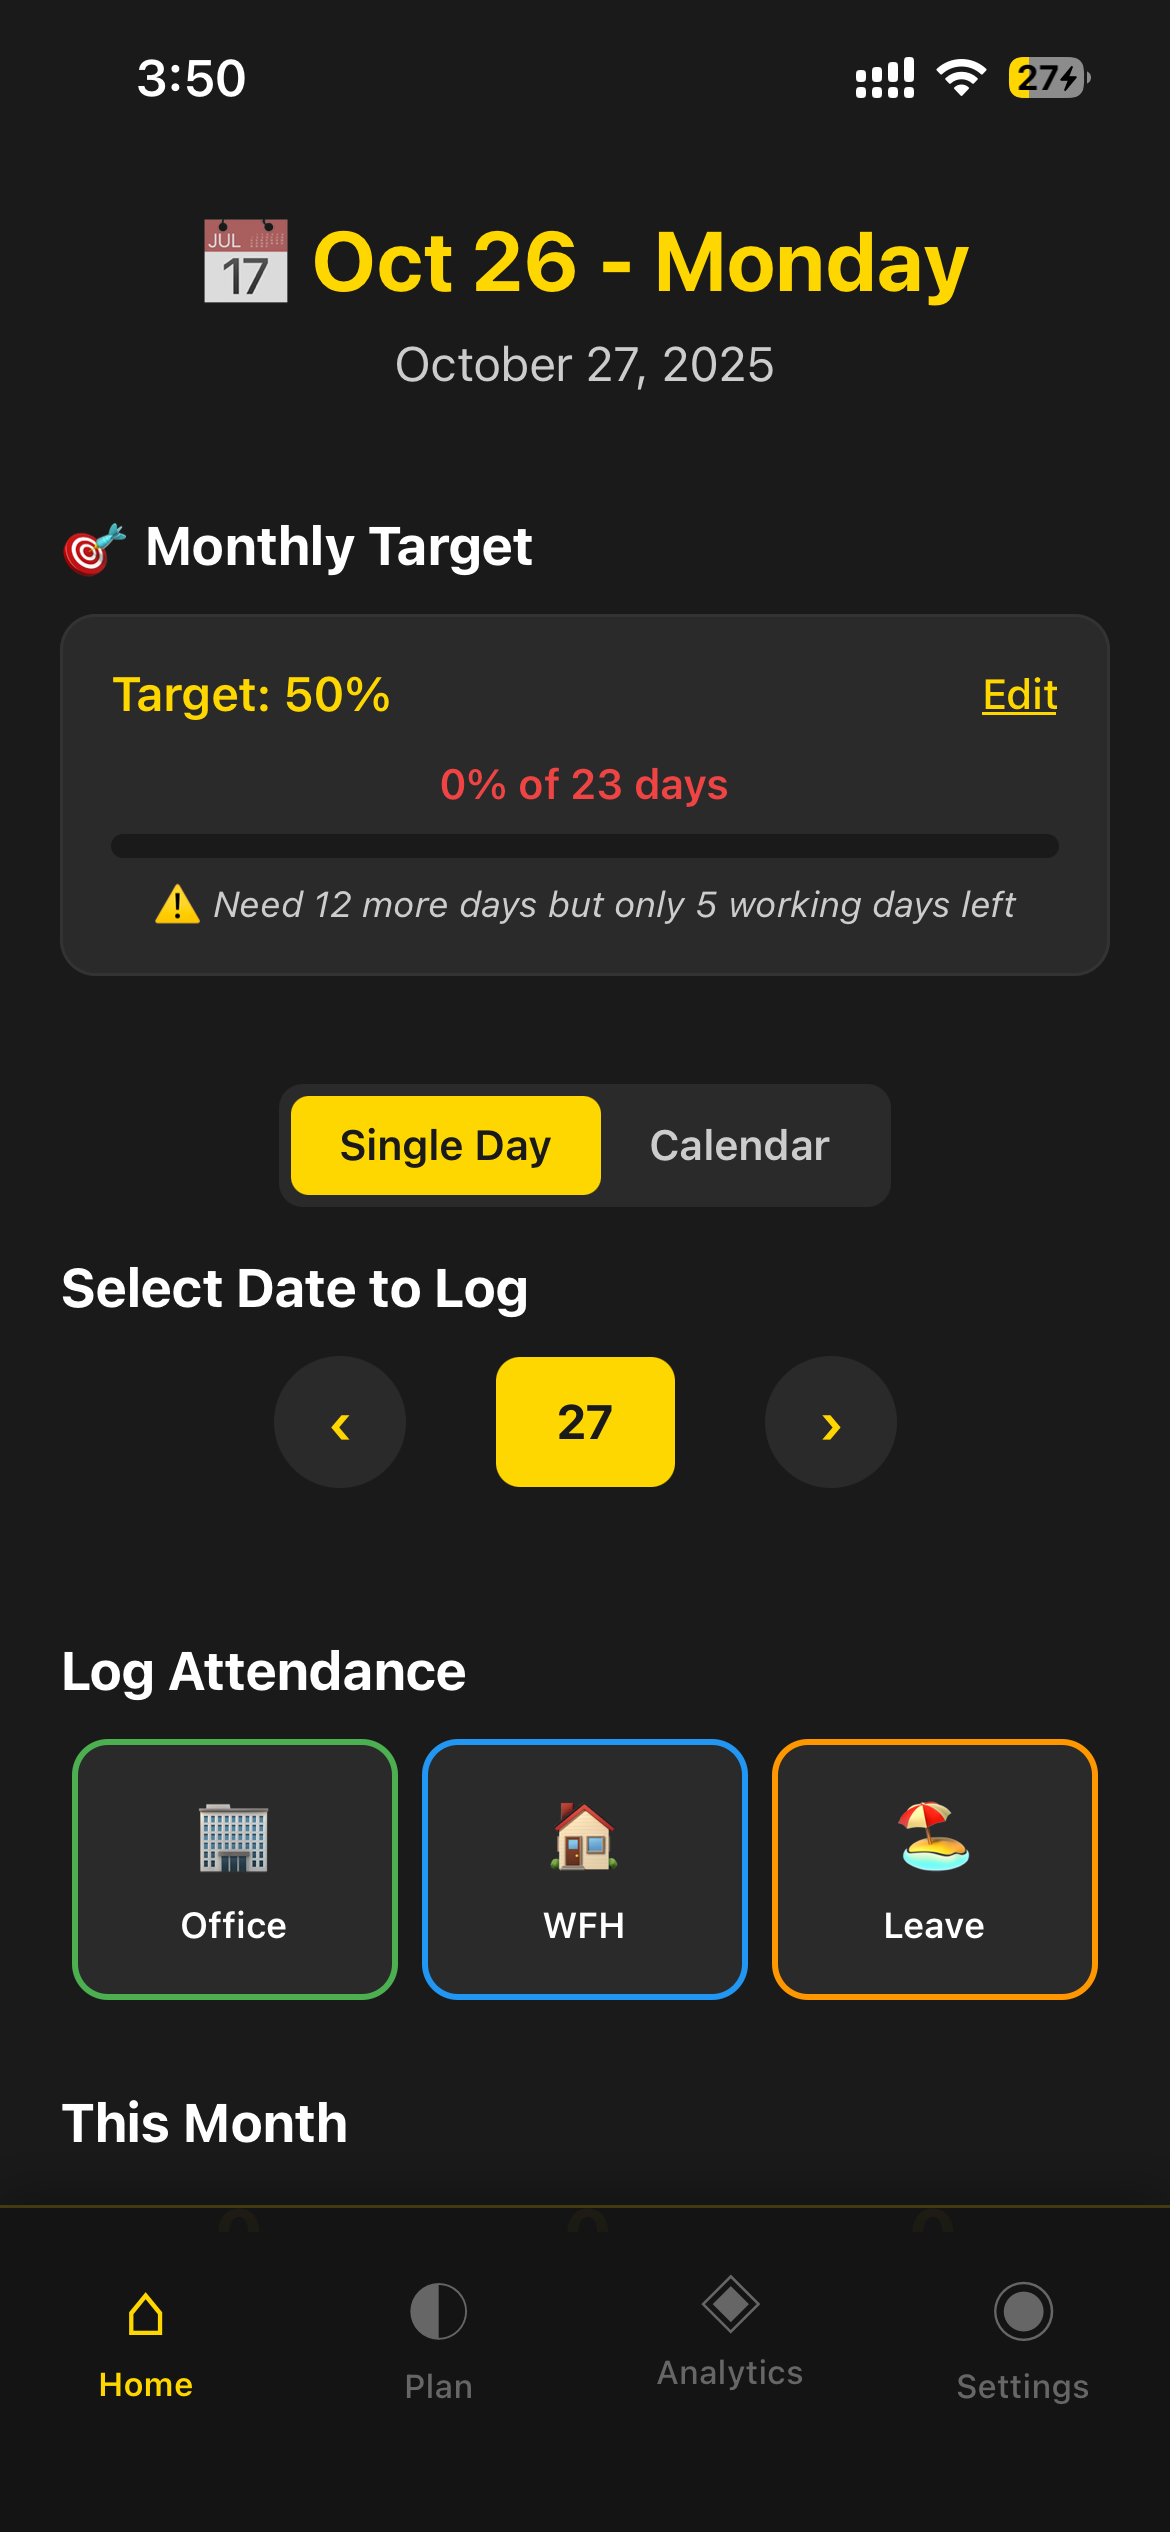 3:50
27
JUL
17
Oct 26 - Monday
October 27, 2025
Monthly Target
Target: 50%
Edit
0% of 23 days
Need 12 more days but only 5 working days left
Single Day
Calendar
Select Date to Log
‹
27
›
Log Attendance
Office
WFH
Leave
This Month
Home
Plan
Analytics
Settings